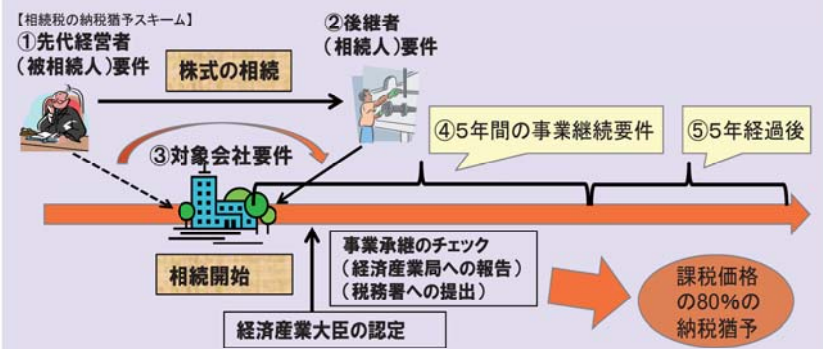 【相続税の納税猶予スキーム】
①先代経営者
(被相続人)要件
株式の相続
②後継者
(相続人)要件
③対象会社要件
④5年間の事業継続要件
⑤5年経過後
相続開始
事業承継のチェック
(経済産業局への報告)
(税務署への提出)
経済産業大臣の認定
課税価格
の80%の
納税猶予